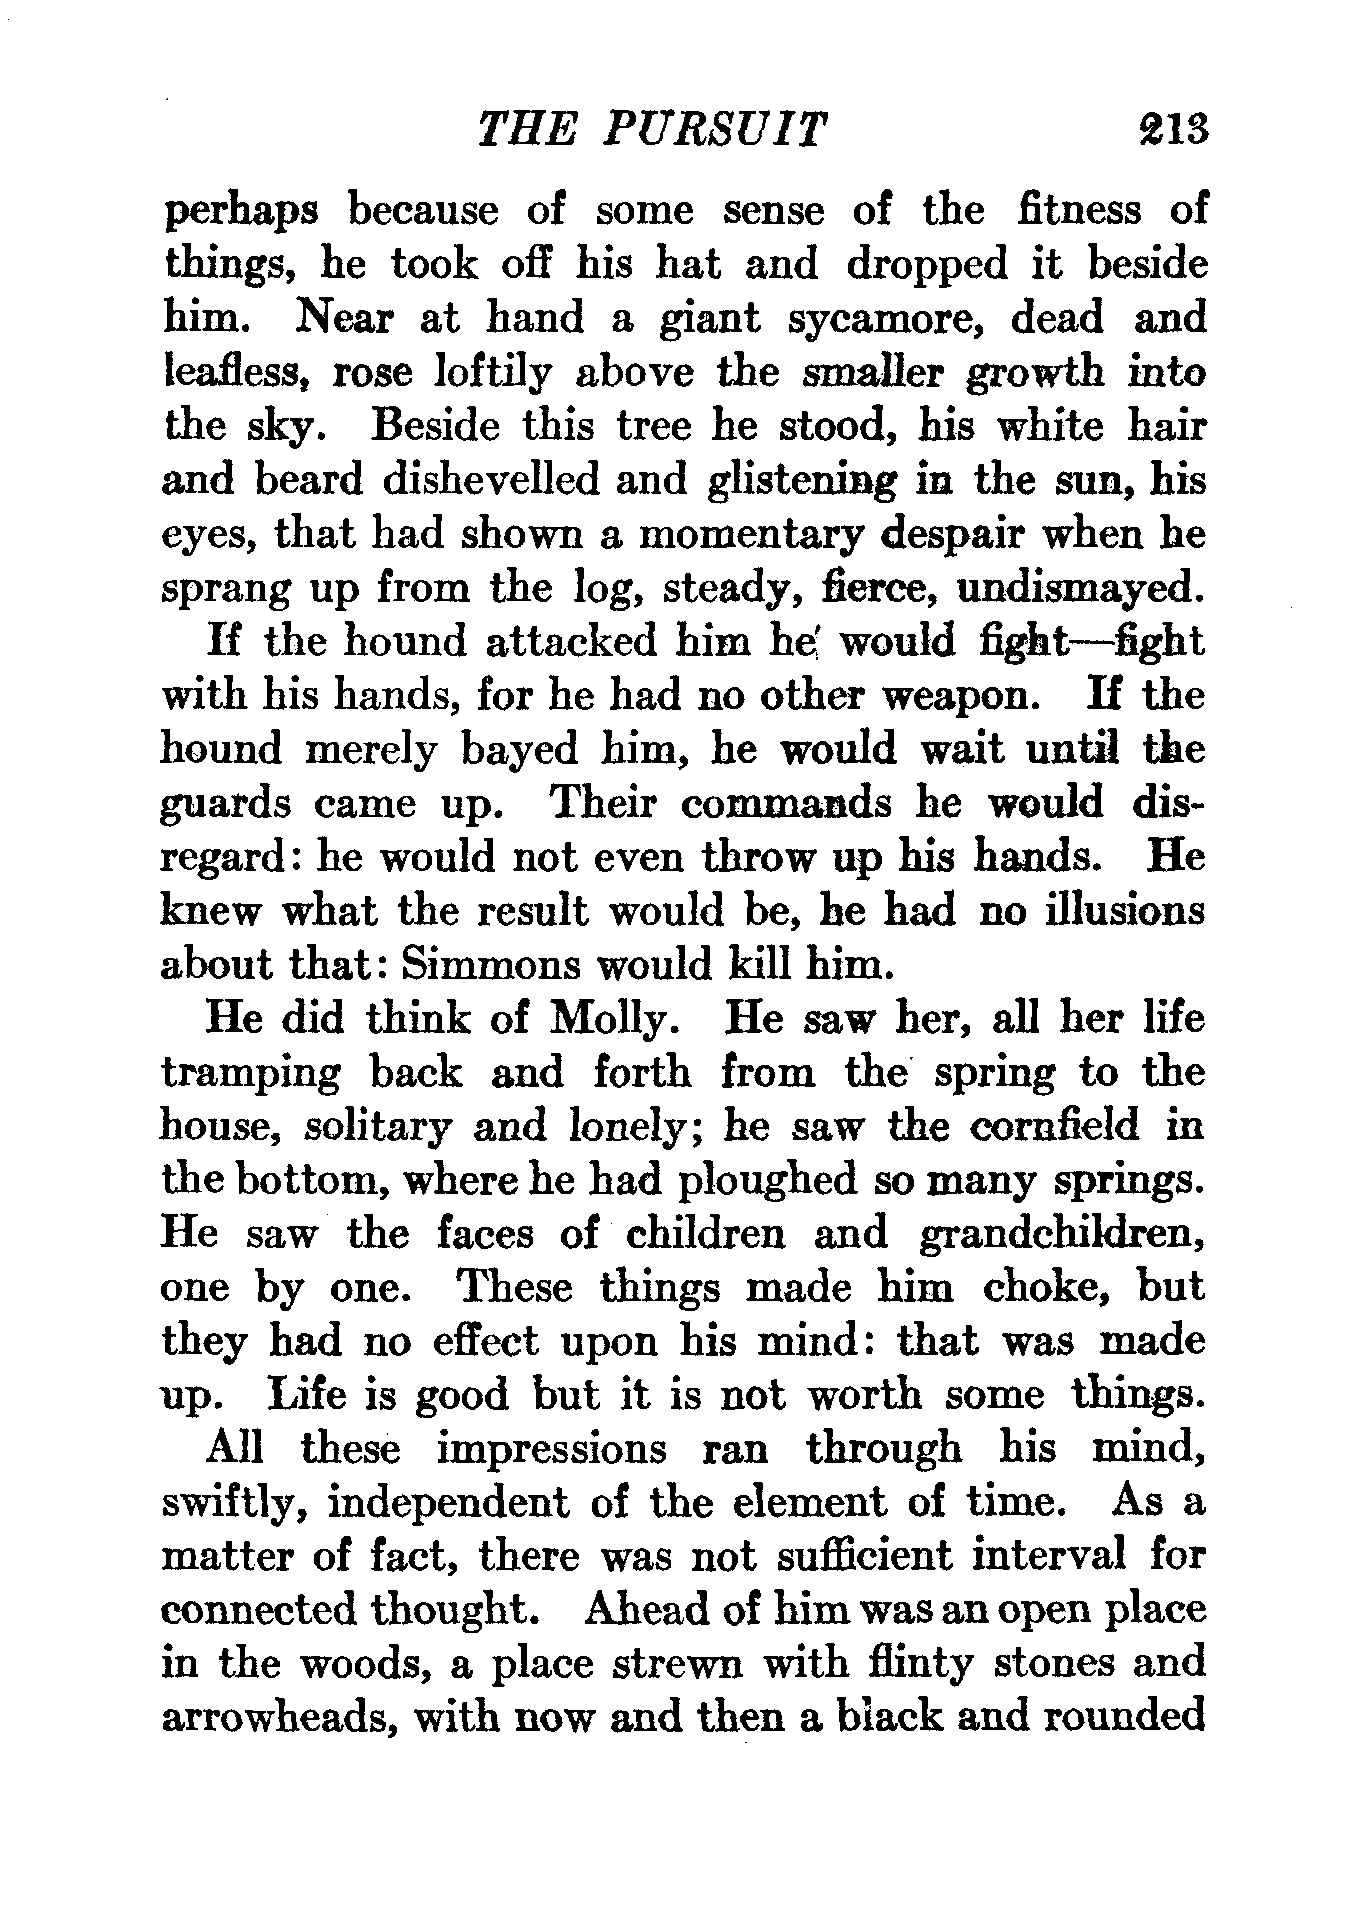 THE PURSUIT 213
perhaps because of some sense of the fitness of
things, he took off his hat and dropped it beside
him. Near at hand a giant sycamore, dead and
leafless, rose loftily above the smaller growth into
the sky. Beside this tree he stood, his white hair
and beard dishevelled and glistening in the sun, his
eyes, that had shown a momentary despair when he
sprang up from the log, steady, fierce, undismayed.
If the hound attacked him he would fight—fight
with his hands, for he had no other weapon. If the
hound merely bayed him, he would wait until the
guards came up. Their commands he would dis-
regard: he would not even throw up his hands. He
knew what the result would be, he had no illusions
about that: Simmons would kill him.
He did think of Molly. He saw her, all her life
tramping back and forth from the spring to the
house, solitary and lonely; he saw the cornfield in
the bottom, where he had ploughed so many springs.
He saw the faces of children and grandchildren,
one by one. These things made him choke, but
they had no effect upon his mind: that was made
up. Life is good but it is not worth some things.
All these impressions ran through his mind,
swiftly, independent of the element of time. As a
matter of fact, there was not sufficient interval for
connected thought. Ahead of him was an open place
in the woods, a place strewn with flinty stones and
arrowheads, with now and then a black and rounded